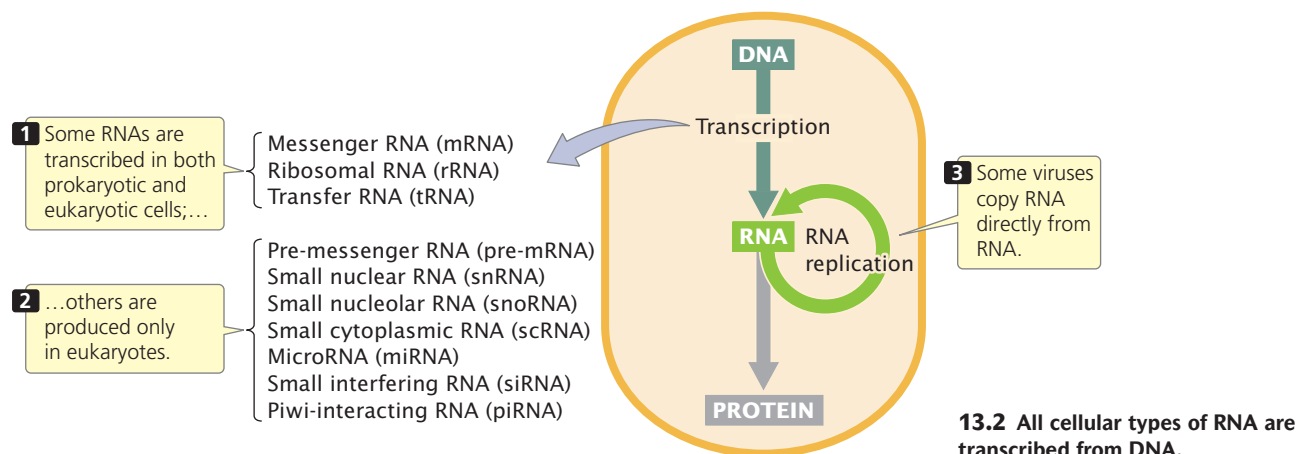 DNA
1 Some RNAs are
transcribed in both
prokaryotic and
eukaryotic cells;…
Messenger RNA (mRNA)
Ribosomal RNA (rRNA)
Transfer RNA (tRNA)
Transcription
2 …others are
produced only
in eukaryotes.
Pre-messenger RNA (pre-mRNA)
Small nuclear RNA (snRNA)
Small nucleolar RNA (snoRNA)
Small cytoplasmic RNA (scRNA)
MicroRNA (miRNA)
Small interfering RNA (siRNA)
Piwi-interacting RNA (piRNA)
RNA
RNA
replication
3 Some viruses
copy RNA
directly from
RNA.
PROTEIN
13.2 All cellular types of RNA are
transcribed from DNA.